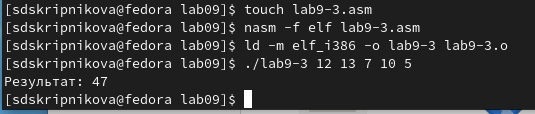 [sdskripnikova@fedora lab09]$ touch lab9-3.asm
[sdskripnikova@fedora lab09]$ nasm -f elf lab9-3.asm
[sdskripnikova@fedora lab09]$ ld -m elf_i386 -o lab9-3 lab9-3.o
[sdskripnikova@fedora lab09]$ ./lab9-3 12 13 7 10 5
Результат: 47
[sdskripnikova@fedora lab09]$